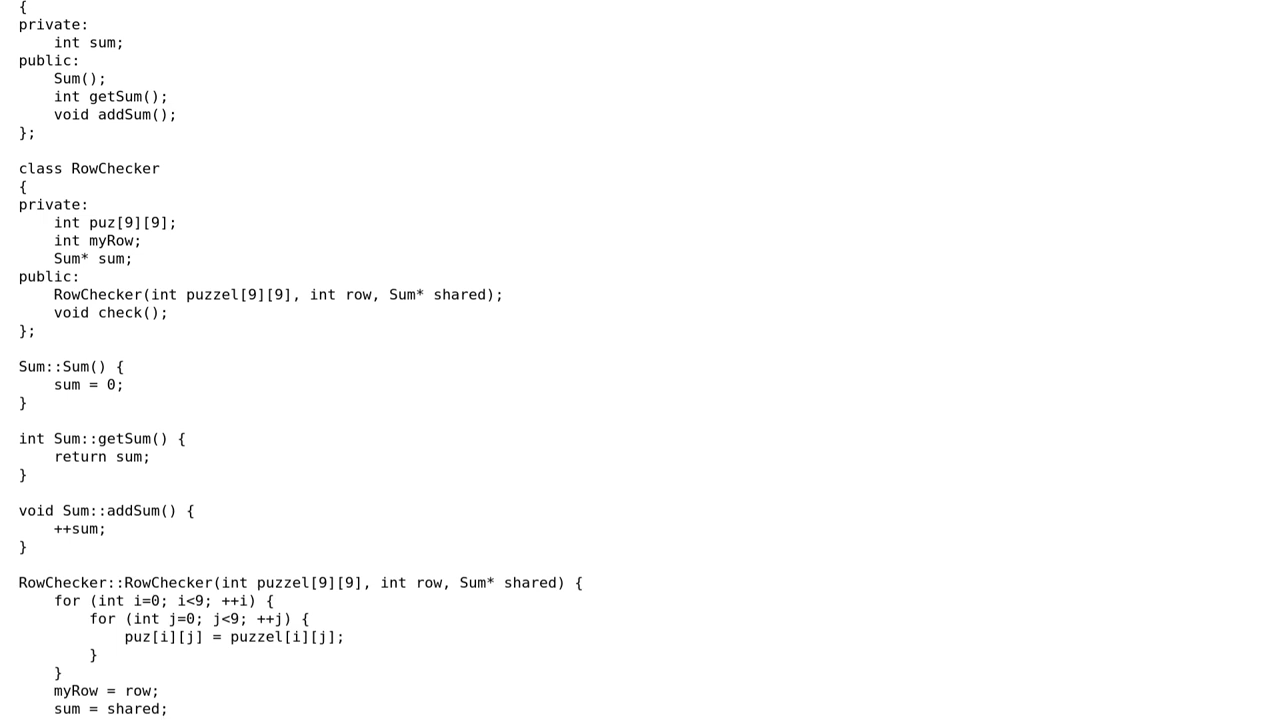 {
private:
    int sum;
public:
    Sum();
    int getSum();
    void addSum();
};

class RowChecker
{
private:
    int puz[9][9];
    int myRow;
    Sum* sum;
public:
    RowChecker(int puzzel[9][9], int row, Sum* shared);
    void check();
};

Sum::Sum() {
    sum = 0;
}

int Sum::getSum() {
    return sum;
}

void Sum::addSum() {
    ++sum;
}

RowChecker::RowChecker(int puzzel[9][9], int row, Sum* shared) {
    for (int i=0; i<9; ++i) {
        for (int j=0; j<9; ++j) {
            puz[i][j] = puzzel[i][j];
        }
    }
    myRow = row;
    sum = shared;